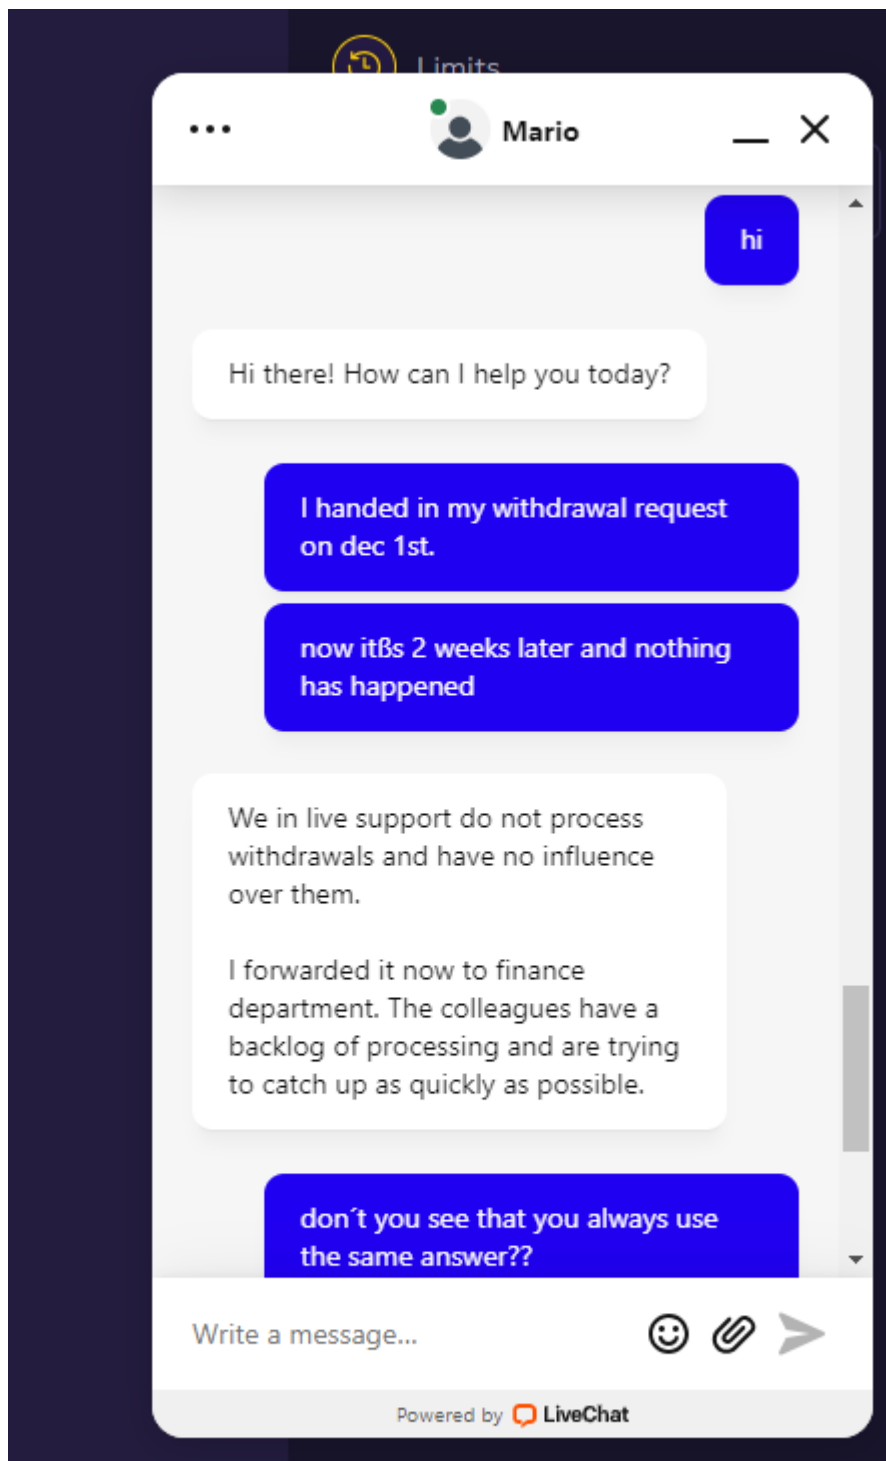 Limits
Mario
hi
Hi there! How can I help you today?
I handed in my withdrawal request
on dec 1st.
now itßs 2 weeks later and nothing
has happened
We in live support do not process
withdrawals and have no influence
over them.
I forwarded it now to finance
department. The colleagues have a
backlog of processing and are trying
to catch up as quickly as possible.
don´t you see that you always use
the same answer??
Write a message...
Powered by LiveChat